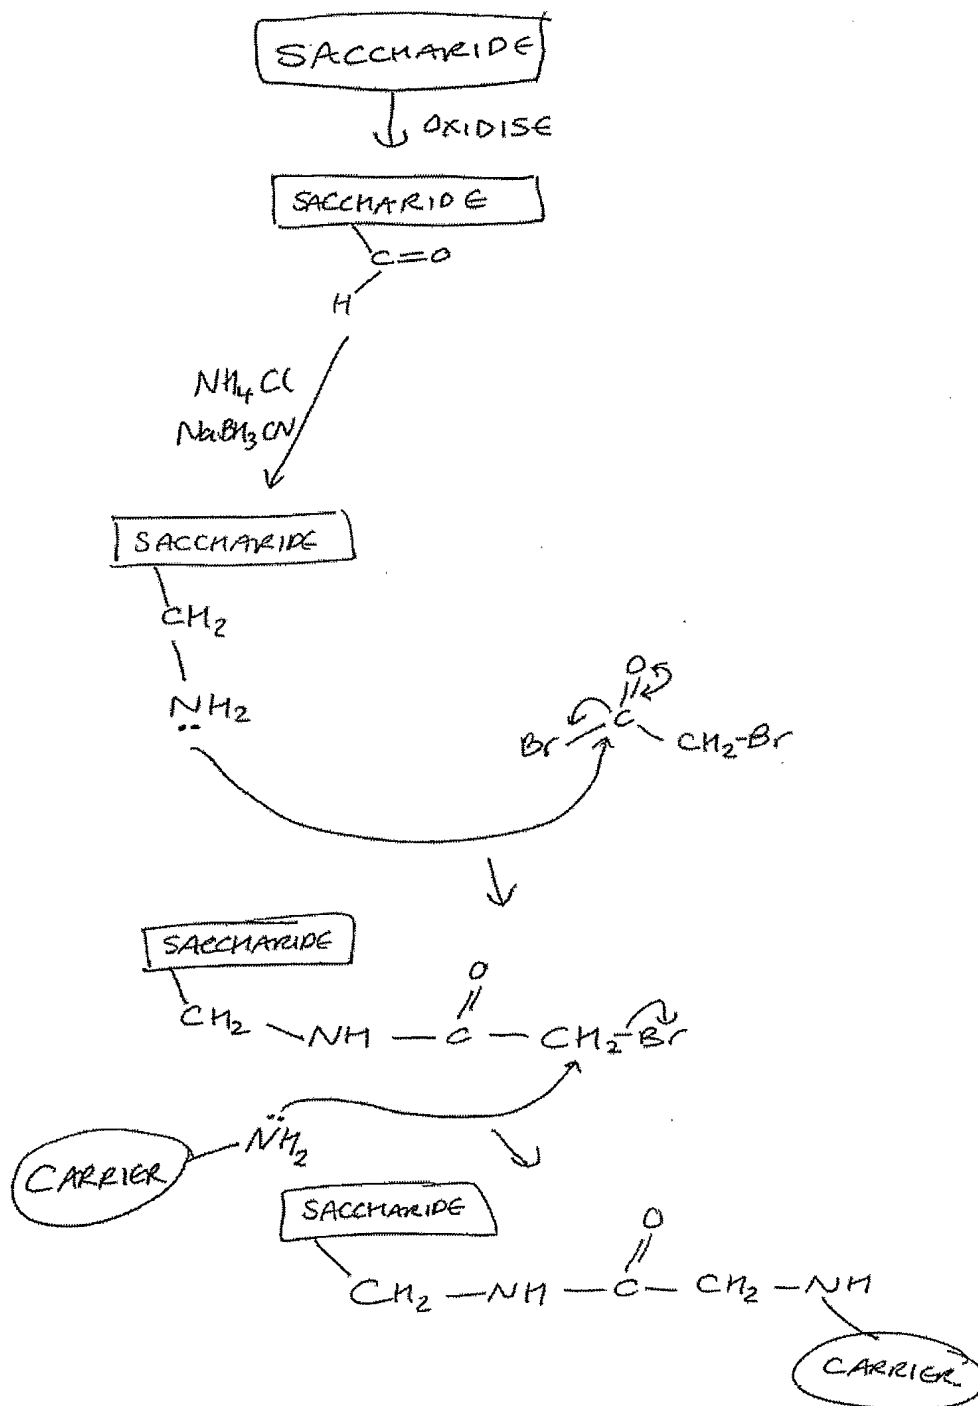 SACCHARIDE
OXIDISE
SACCHARIDE
C=O
H
NH4Cl
NaBH3CN
SACCHARIDE
CH2
NH2
O
Br C CH2-Br
SACCHARIDE
O
CH2 - NH - C - CH2-Br
NH2
CARRIER
SACCHARIDE
O
CH2 - NH - C - CH2 - NH
CARRIER